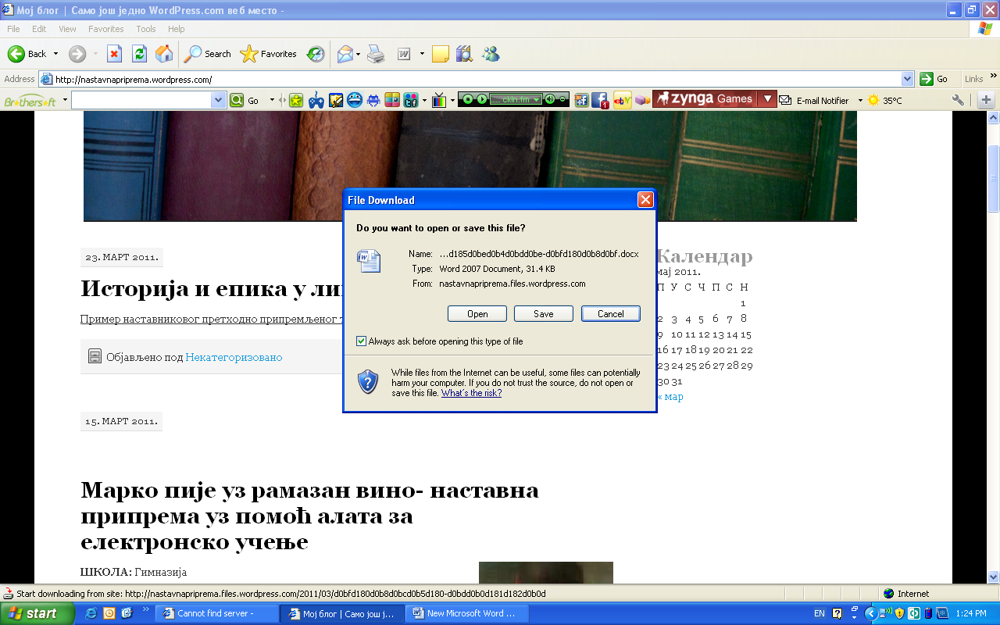 Мој блог | Само још једно WordPress.com веб место -
File Edit View Favorites Tools Help
Back Search Favorites
Address http://nastavnapriprema.wordpress.com/ Go Links »
Br•thers•ft Go ckln.fm 1 ebY zynga Games E-mail Notifier 35°C
File Download
Do you want to open or save this file?
Name: ...d185d0bed0b4d0bdd0be-d0bfd180d0b8d0bf.docx
Type: Word 2007 Document, 31.4 KB
From: nastavnapriprema.files.wordpress.com
Open Save Cancel
Always ask before opening this type of file
While files from the Internet can be useful, some files can potentially
harm your computer. If you do not trust the source, do not open or
save this file. What's the risk?
23. МАРТ 2011.
Историја и епика у ли
Пример наставниковог претходно припремљеног
Објављено под Некатегоризовано
15. МАРТ 2011.
Марко пије уз рамазан вино- наставна
припрема уз помоћ алата за
електронско учење
ШКОЛА: Гимназија
Календар
мај 2011.
П У С Ч П С Н
1
2 3 4 5 6 7 8
9 10 11 12 13 14 15
16 17 18 19 20 21 22
23 24 25 26 27 28 29
30 31
« мар
Start downloading from site: http://nastavnapriprema.files.wordpress.com/2011/03/d0bfd180d0b8d0bcd0b5d180-d0bdd0b0d181d182d0b0d Internet
start » Cannot find server - Мој блог | Само још ј... New Microsoft Word ... EN 1:24 PM